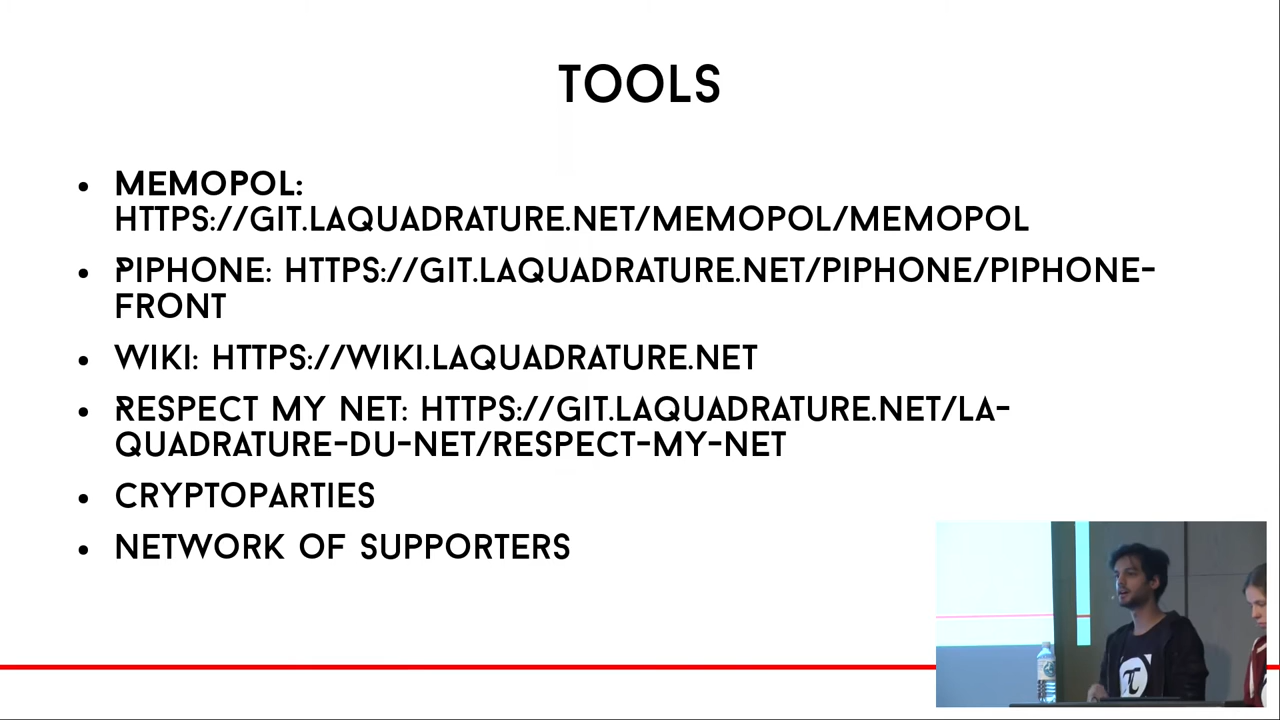 TOOLS
• MEMOPOL:
HTTPS://GIT.LAQUADRATURE.NET/MEMOPOL/MEMOPOL
• PIPHONE: HTTPS://GIT.LAQUADRATURE.NET/PIPHONE/PIPHONE-
FRONT
• WIKI: HTTPS://WIKI.LAQUADRATURE.NET
• RESPECT MY NET: HTTPS://GIT.LAQUADRATURE.NET/LA-
QUADRATURE-DU-NET/RESPECT-MY-NET
• CRYPTOPARTIES
• NETWORK OF SUPPORTERS
π